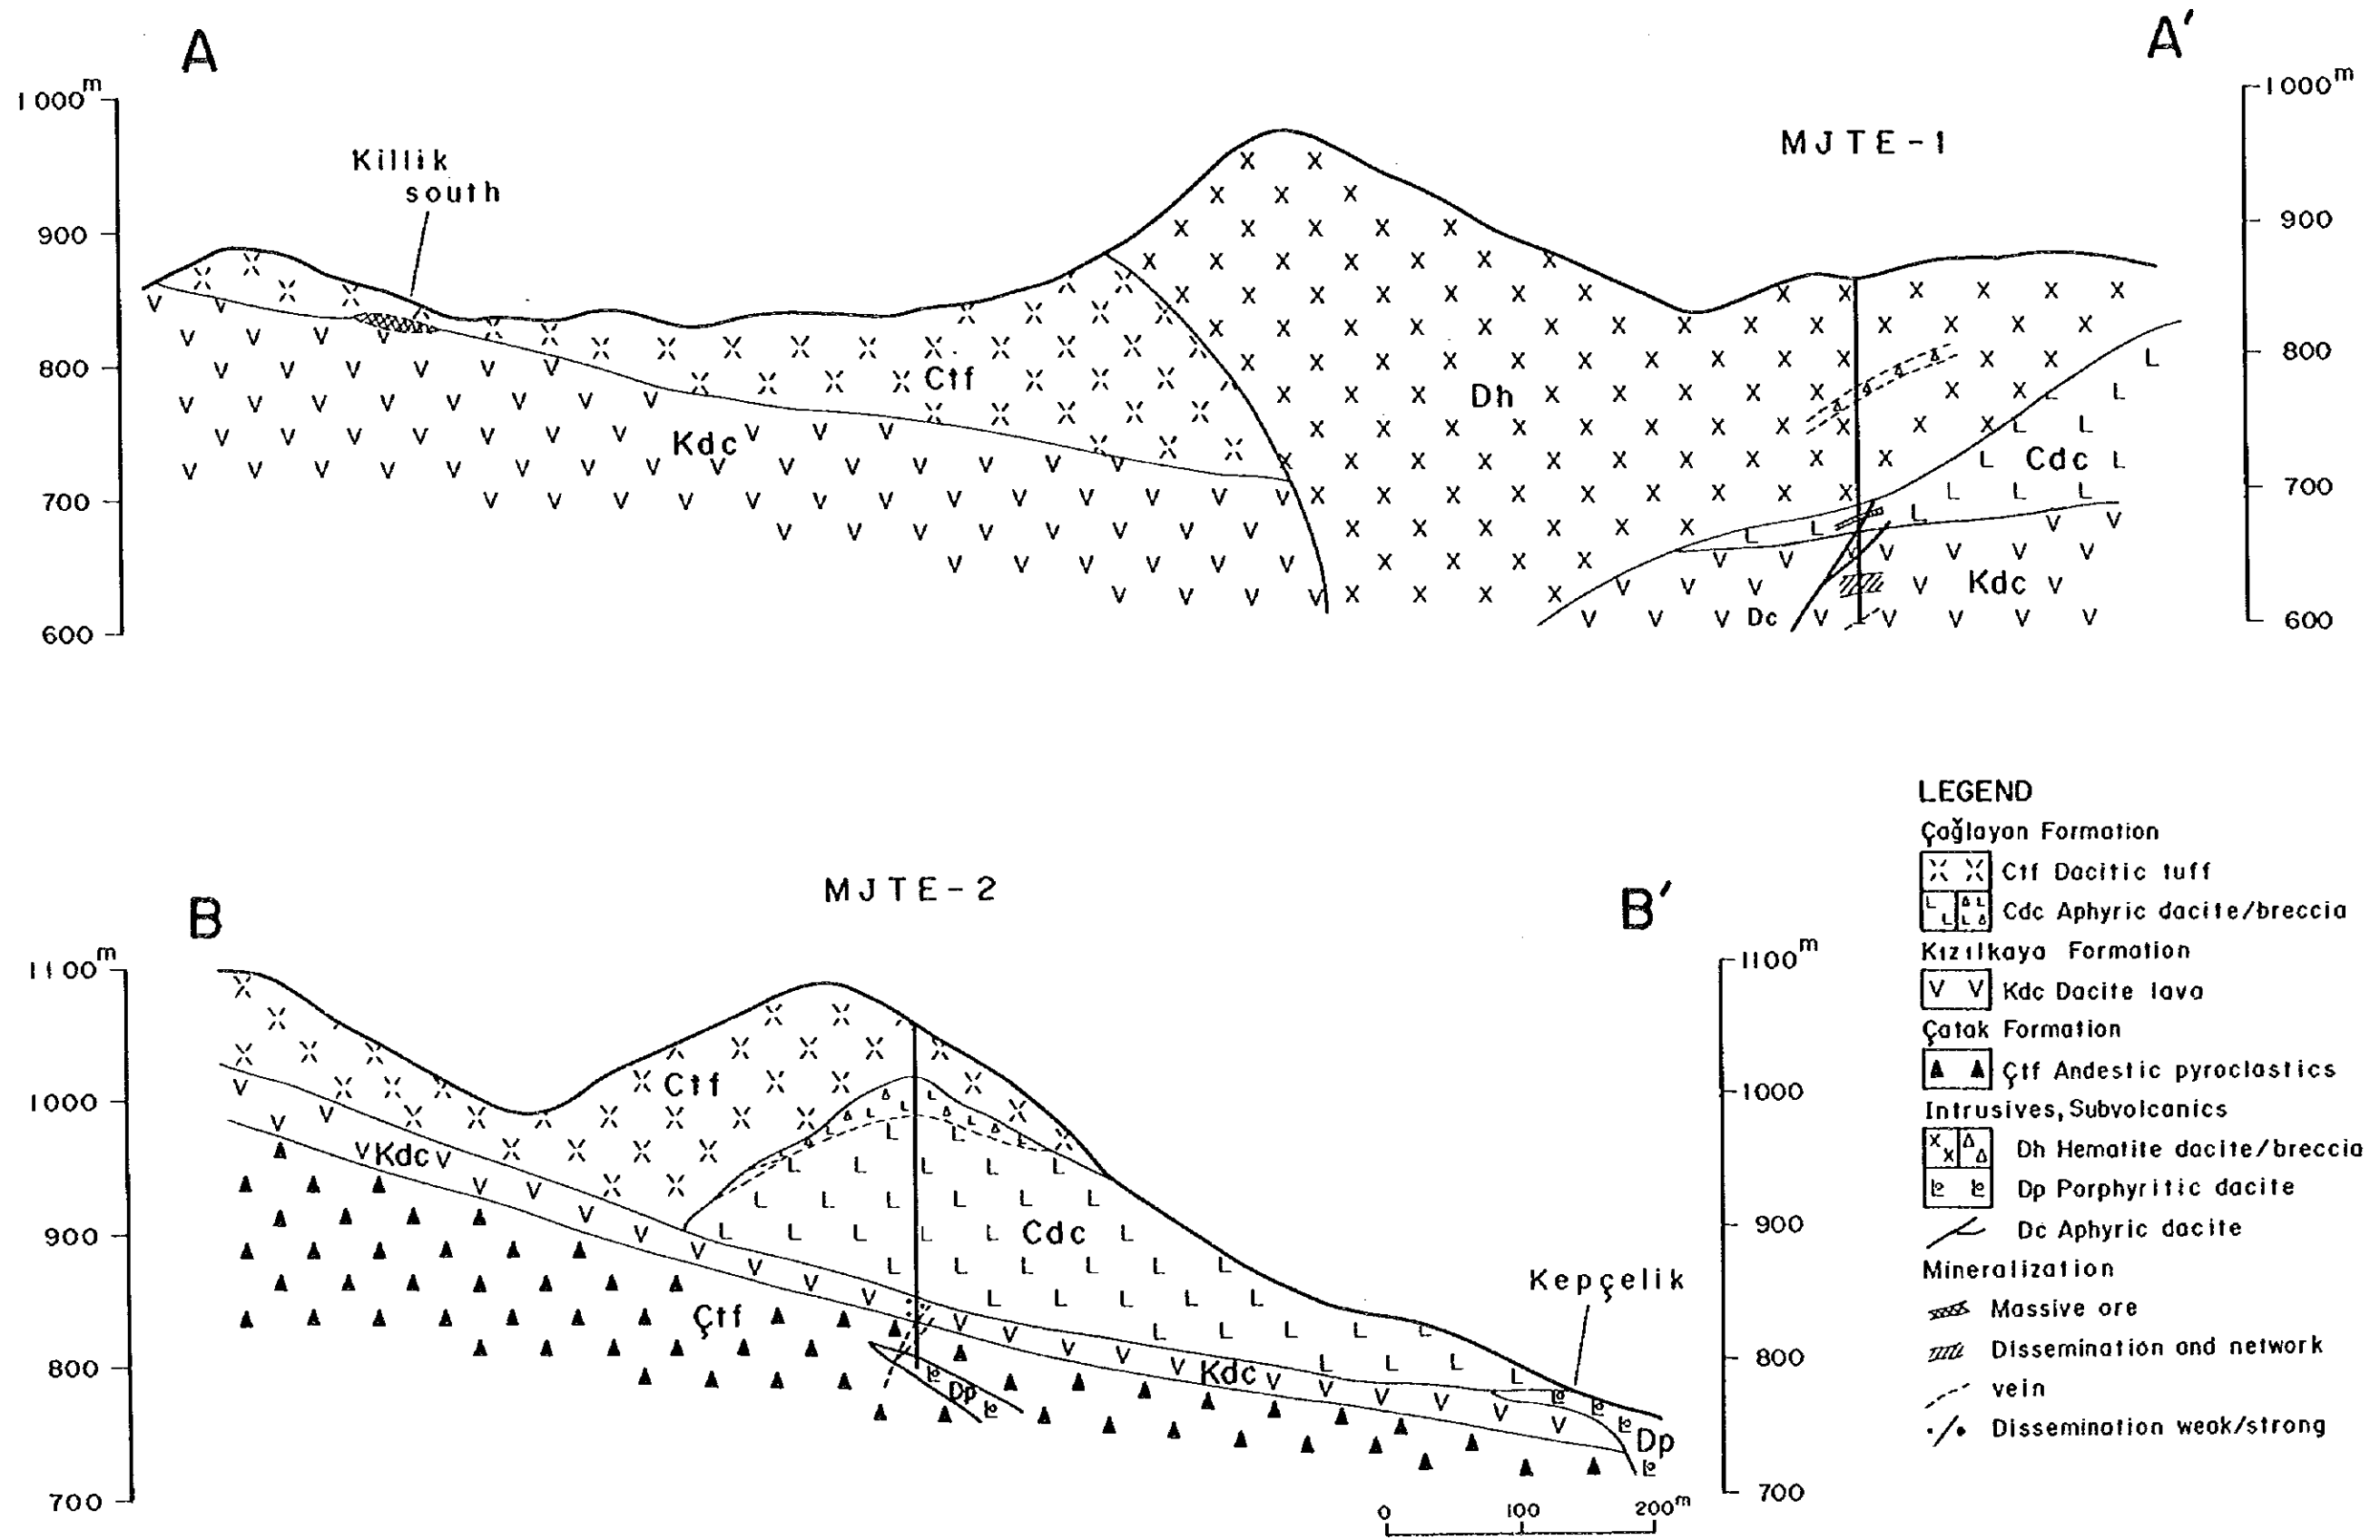 A
A′
1000m
900
800
700
600
Killik
south
MJTE-1
1000m
900
800
700
600
Ctf
Kdc
Dh
Cdc
Kdc
Dc
MJTE-2
B
B′
1100m
1000
900
800
700
1100m
1000
900
800
700
Ctf
Kdc
Çtf
Cdc
Kdc
Dp
Kepçelik
Dp
0 100 200m
LEGEND
Çağlayan Formation
Ctf Dacitic tuff
Cdc Aphyric dacite/breccia
Kızılkaya Formation
Kdc Dacite lava
Çatak Formation
Çtf Andestic pyroclastics
Intrusives, Subvolcanics
Dh Hematite dacite/breccia
Dp Porphyritic dacite
Dc Aphyric dacite
Mineralization
Massive ore
Dissemination and network
vein
Dissemination weak/strong